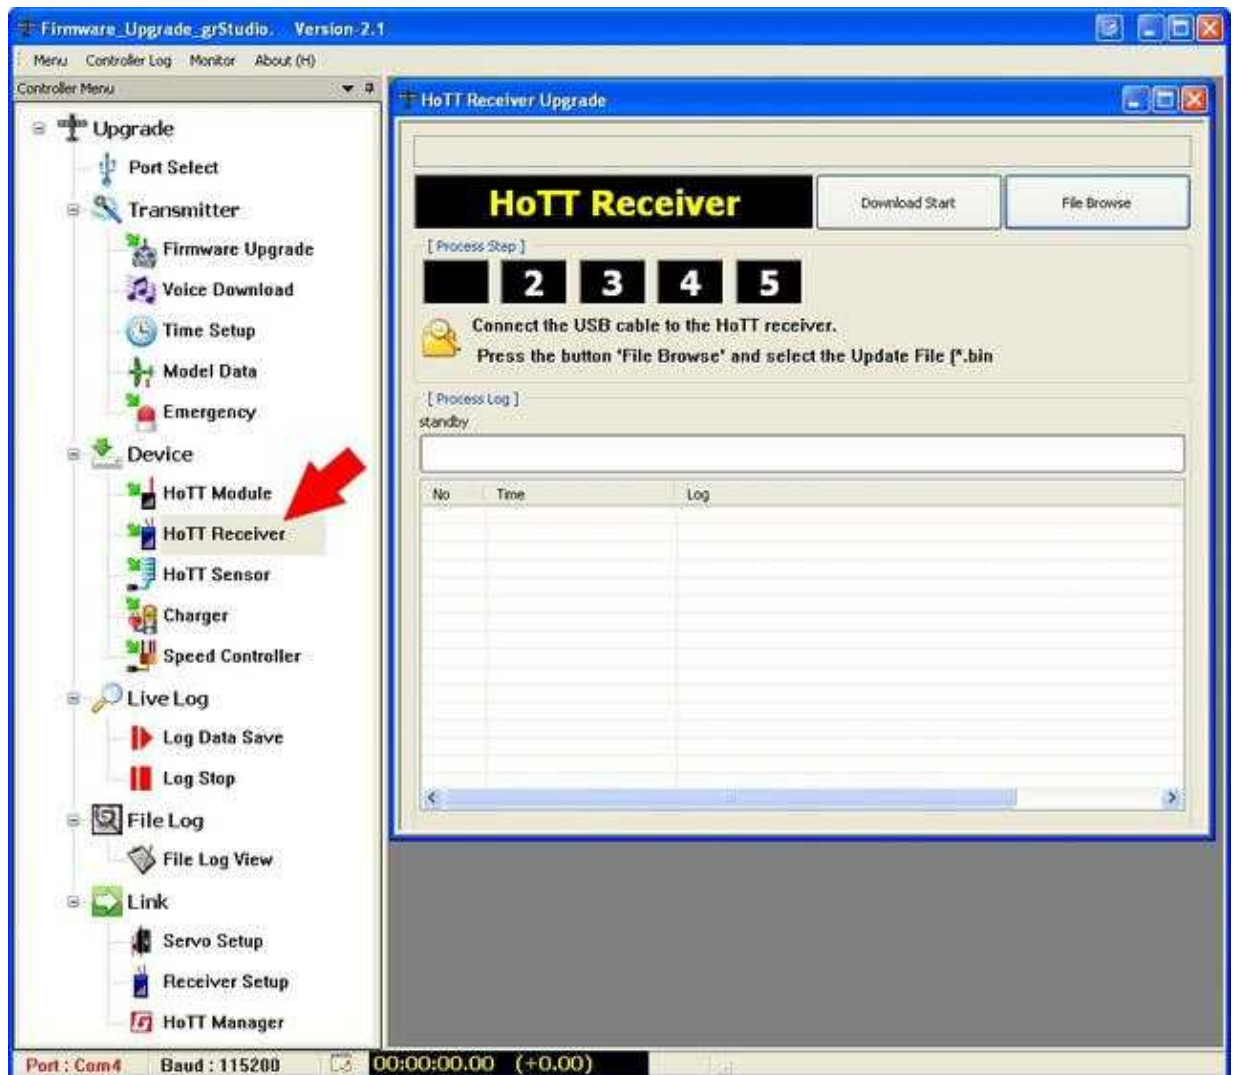 Firmware_Upgrade_grStudio. Version-2.1
Menu Controller Log Monitor About (H)
Controller Menu
Upgrade
Port Select
Transmitter
Firmware Upgrade
Voice Download
Time Setup
Model Data
Emergency
Device
HoTT Module
HoTT Receiver
HoTT Sensor
Charger
Speed Controller
Live Log
Log Data Save
Log Stop
File Log
File Log View
Link
Servo Setup
Receiver Setup
HoTT Manager
HoTT Receiver Upgrade
HoTT Receiver
Download Start
File Browse
[ Process Step ]
2 3 4 5
Connect the USB cable to the HoTT receiver.
Press the button 'File Browse' and select the Update File (*.bin
[ Process Log ]
standby
No Time Log
Port : Com4 Baud : 115200 00:00:00.00 (+0.00)